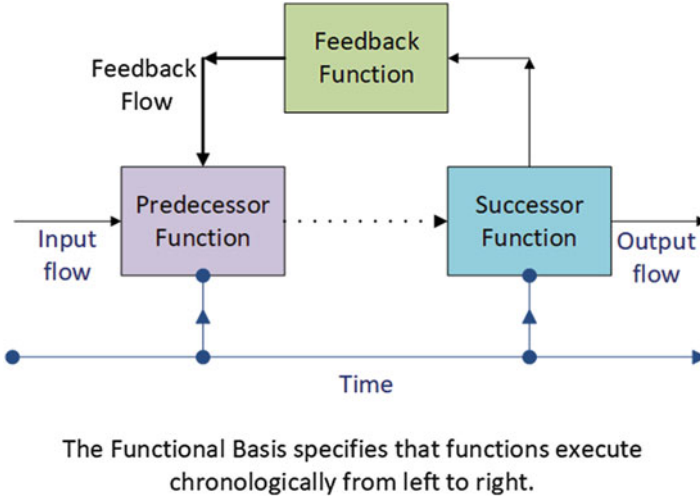 Feedback
Function
Feedback
Flow
Predecessor
Function
Successor
Function
Input
flow
Output
flow
Time
The Functional Basis specifies that functions execute
chronologically from left to right.